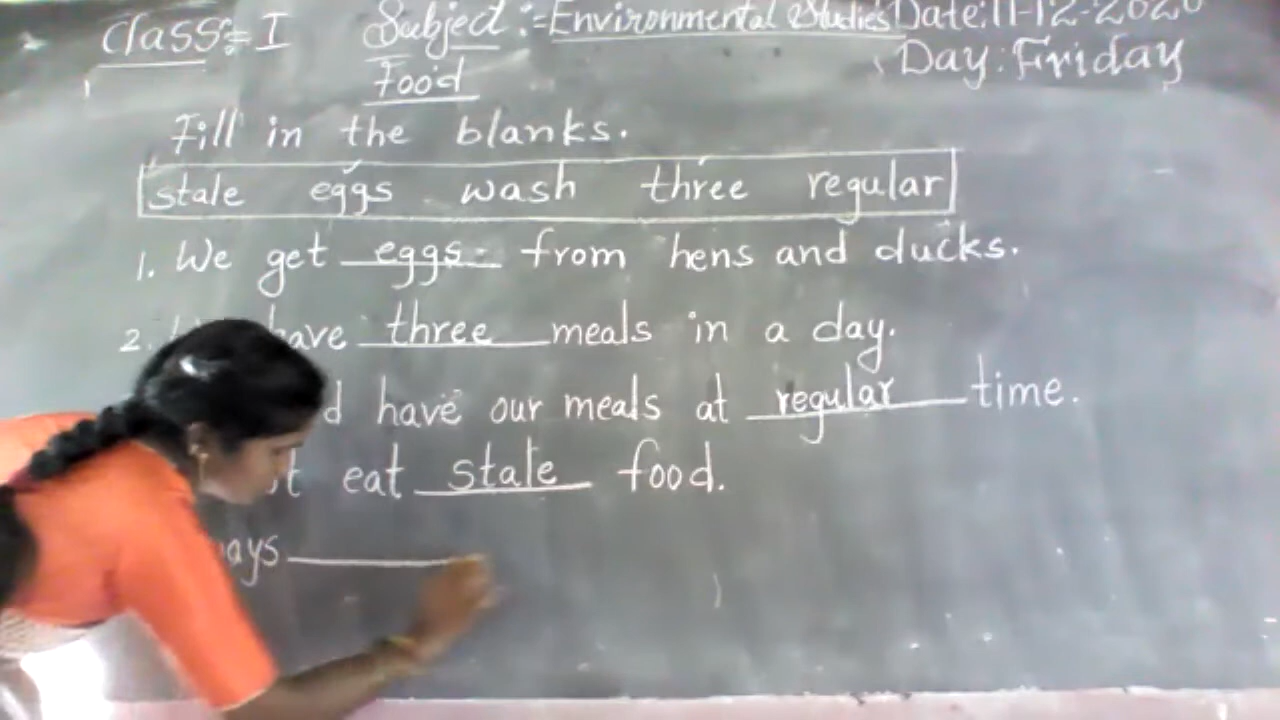 Class:= I Subject:= Environmental Studies Date:11-12-2020
Food Day: Friday
Fill in the blanks.
stale eggs wash three regular
1. We get eggs from hens and ducks.
2. have three meals in a day.
have our meals at regular time.
eat stale food.